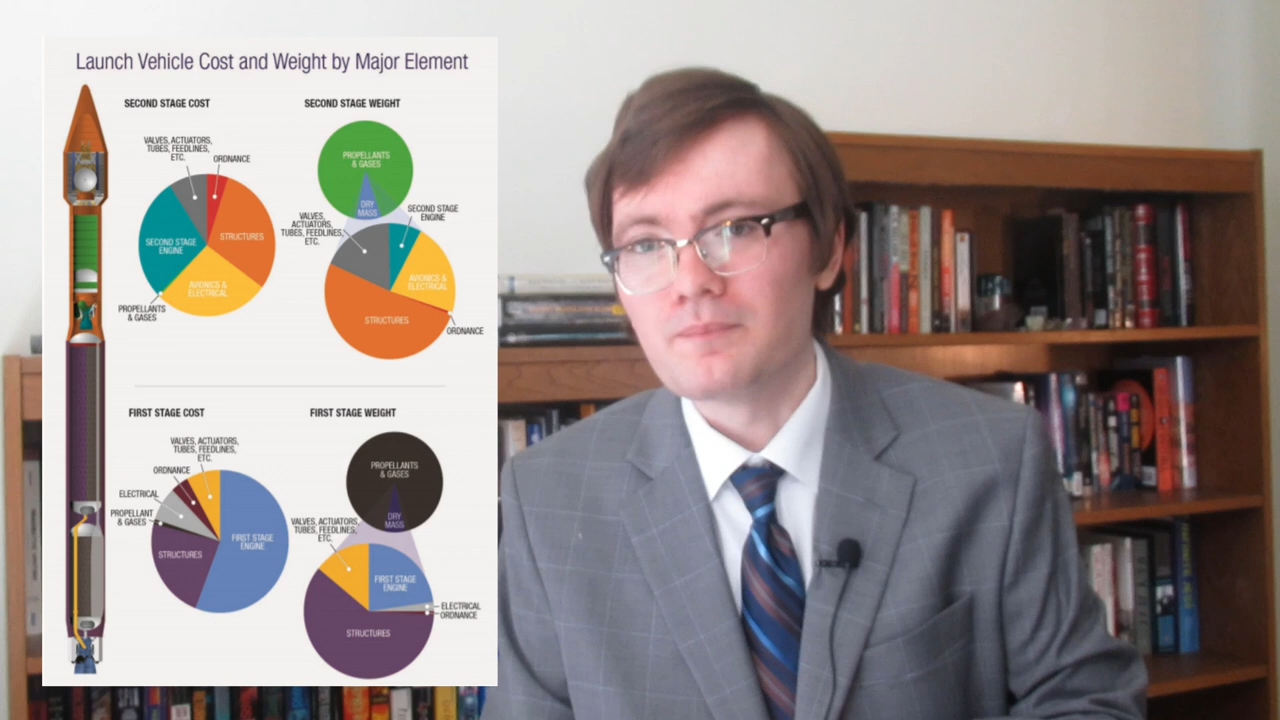 Launch Vehicle Cost and Weight by Major Element
SECOND STAGE COST
VALVES, ACTUATORS,
TUBES, FEEDLINES,
ETC.
ORDNANCE
SECOND STAGE
ENGINE
STRUCTURES
AVIONICS &
ELECTRICAL
PROPELLANTS
& GASES
SECOND STAGE WEIGHT
PROPELLANTS
& GASES
DRY
MASS
SECOND STAGE
ENGINE
VALVES,
ACTUATORS,
TUBES, FEEDLINES,
ETC.
AVIONICS &
ELECTRICAL
STRUCTURES
ORDNANCE
FIRST STAGE COST
VALVES, ACTUATORS,
TUBES, FEEDLINES,
ETC.
ORDNANCE
ELECTRICAL
PROPELLANT
& GASES
FIRST STAGE
ENGINE
STRUCTURES
FIRST STAGE WEIGHT
PROPELLANTS
& GASES
DRY
MASS
VALVES, ACTUATORS,
TUBES, FEEDLINES,
ETC.
FIRST STAGE
ENGINE
ELECTRICAL
ORDNANCE
STRUCTURES